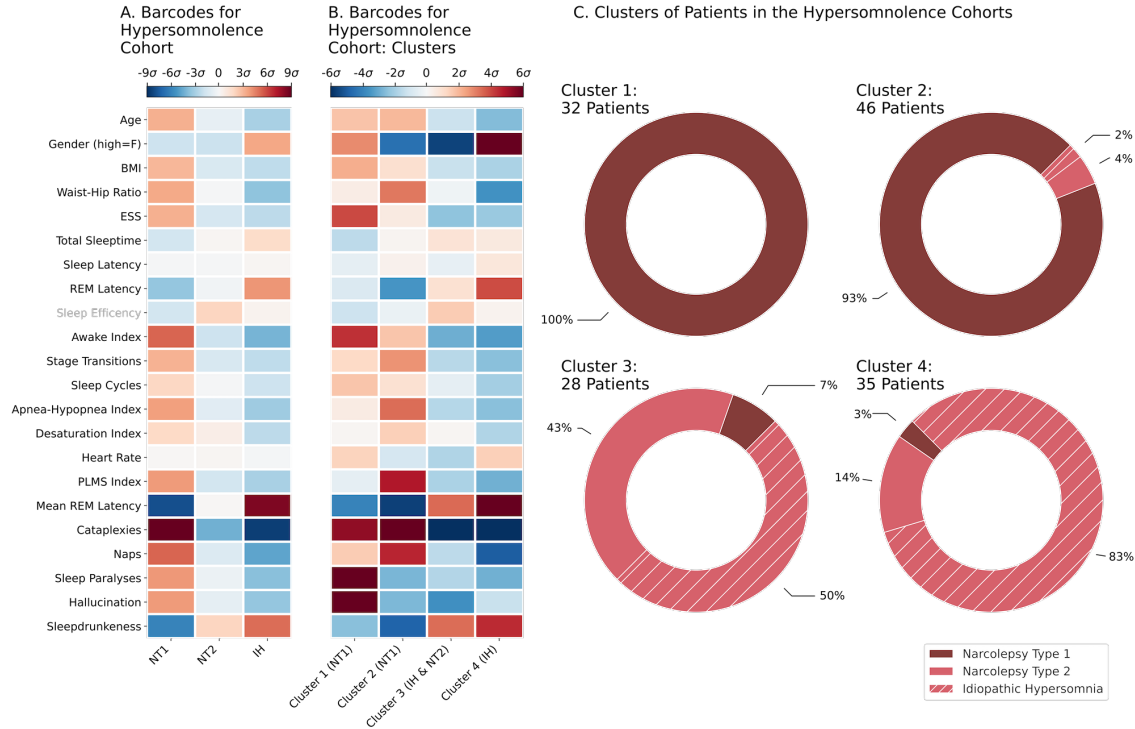 A. Barcodes for
Hypersomnolence
Cohort
B. Barcodes for
Hypersomnolence
Cohort: Clusters
C. Clusters of Patients in the Hypersomnolence Cohorts
-9σ -6σ -3σ 0 3σ 6σ 9σ
-6σ -4σ -2σ 0 2σ 4σ 6σ
Age
Gender (high=F)
BMI
Waist-Hip Ratio
ESS
Total Sleeptime
Sleep Latency
REM Latency
Sleep Efficency
Awake Index
Stage Transitions
Sleep Cycles
Apnea-Hypopnea Index
Desaturation Index
Heart Rate
PLMS Index
Mean REM Latency
Cataplexies
Naps
Sleep Paralyses
Hallucination
Sleepdrunkeness
NT1
NT2
IH
Cluster 1 (NT1)
Cluster 2 (NT1)
Cluster 3 (IH & NT2)
Cluster 4 (IH)
Cluster 1:
32 Patients
100%
Cluster 2:
46 Patients
2%
4%
93%
Cluster 3:
28 Patients
7%
43%
50%
Cluster 4:
35 Patients
3%
14%
83%
Narcolepsy Type 1
Narcolepsy Type 2
Idiopathic Hypersomnia